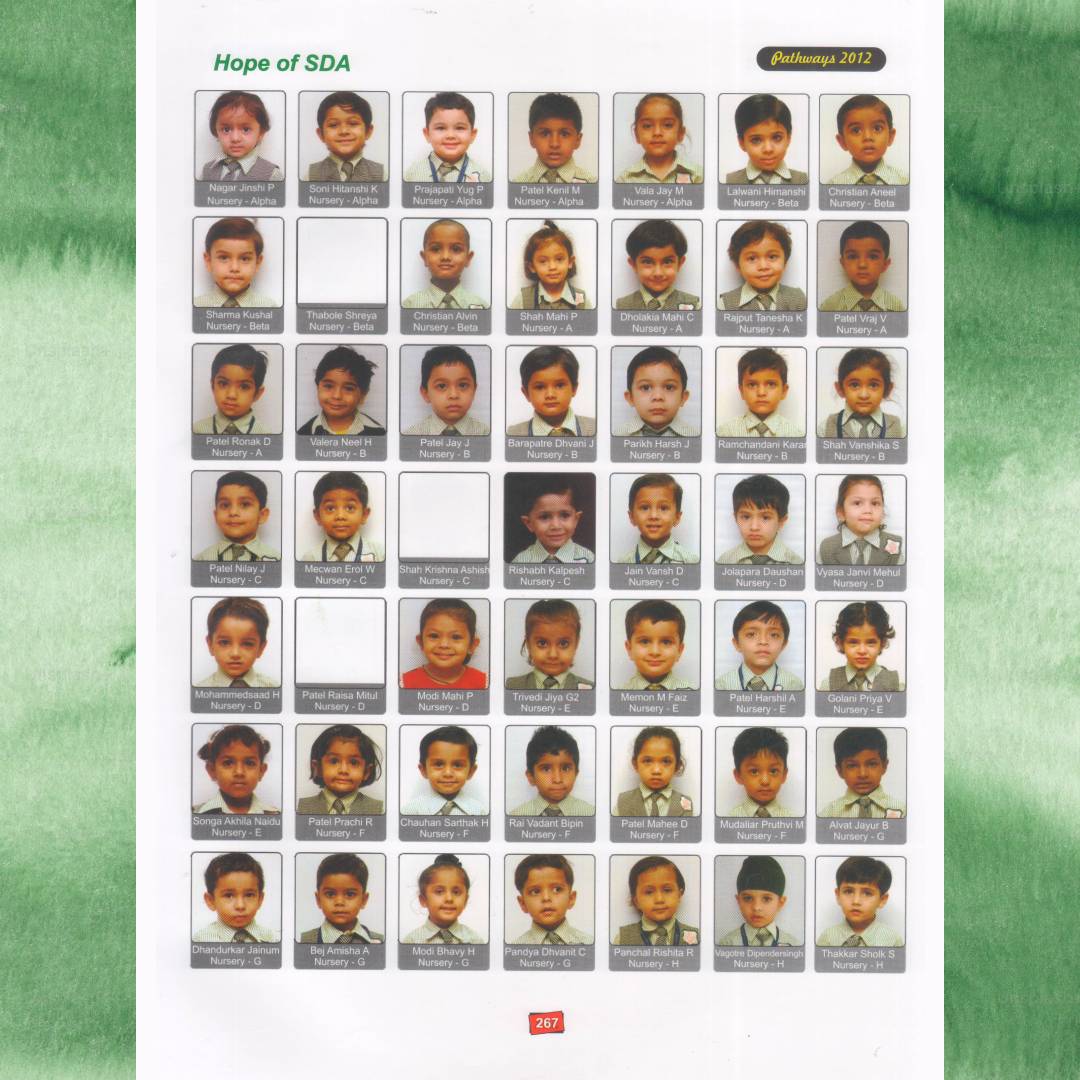 Hope of SDA
Pathways 2012
Nagar Jinshi P
Nursery - Alpha
Soni Hitanshi K
Nursery - Alpha
Prajapati Yug P
Nursery - Alpha
Patel Kenil M
Nursery - Alpha
Vala Jay M
Nursery - Alpha
Lalwani Himanshi
Nursery - Beta
Christian Aneel
Nursery - Beta
Sharma Kushal
Nursery - Beta
Thabole Shreya
Nursery - Beta
Christian Alvin
Nursery - Beta
Shah Mahi P
Nursery - A
Dholakia Mahi C
Nursery - A
Rajput Tanesha K
Nursery - A
Patel Vraj V
Nursery - A
Patel Ronak D
Nursery - A
Valera Neel H
Nursery - B
Patel Jay J
Nursery - B
Barapatre Dhvani J
Nursery - B
Parikh Harsh J
Nursery - B
Ramchandani Karan
Nursery - B
Shah Vanshika S
Nursery - B
Patel Nilay J
Nursery - C
Mecwan Erol W
Nursery - C
Shah Krishna Ashish
Nursery - C
Rishabh Kalpesh
Nursery - C
Jain Vansh D
Nursery - C
Jolapara Daushan
Nursery - D
Vyasa Janvi Mehul
Nursery - D
Mohammedsaad H
Nursery - D
Patel Raisa Mitul
Nursery - D
Modi Mahi P
Nursery - D
Trivedi Jiya G2
Nursery - E
Memon M Faiz
Nursery - E
Patel Harshil A
Nursery - E
Golani Priya V
Nursery - E
Songa Akhila Naidu
Nursery - E
Patel Prachi R
Nursery - F
Chauhan Sarthak H
Nursery - F
Rai Vadant Bipin
Nursery - F
Patel Mahee D
Nursery - F
Mudaliar Pruthvi M
Nursery - F
Alvat Jayur B
Nursery - G
Dhandurkar Jainum
Nursery - G
Bej Amisha A
Nursery - G
Modi Bhavy H
Nursery - G
Pandya Dhvanit C
Nursery - G
Panchal Rishita R
Nursery - H
Vagotre Dipendersingh
Nursery - H
Thakkar Sholk S
Nursery - H
267